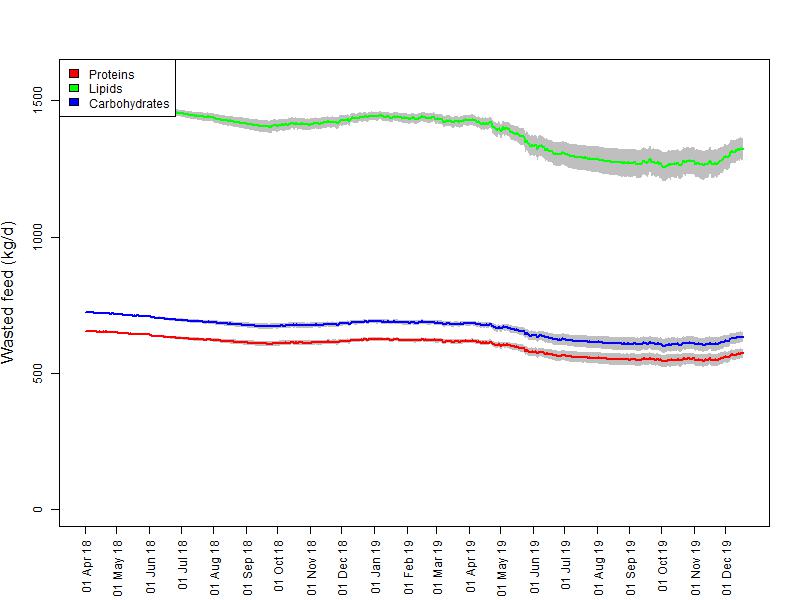 Proteins
Lipids
Carbohydrates
Wasted feed (kg/d)
1500
1000
500
0
01 Apr 18
01 May 18
01 Jun 18
01 Jul 18
01 Aug 18
01 Sep 18
01 Oct 18
01 Nov 18
01 Dec 18
01 Jan 19
01 Feb 19
01 Mar 19
01 Apr 19
01 May 19
01 Jun 19
01 Jul 19
01 Aug 19
01 Sep 19
01 Oct 19
01 Nov 19
01 Dec 19